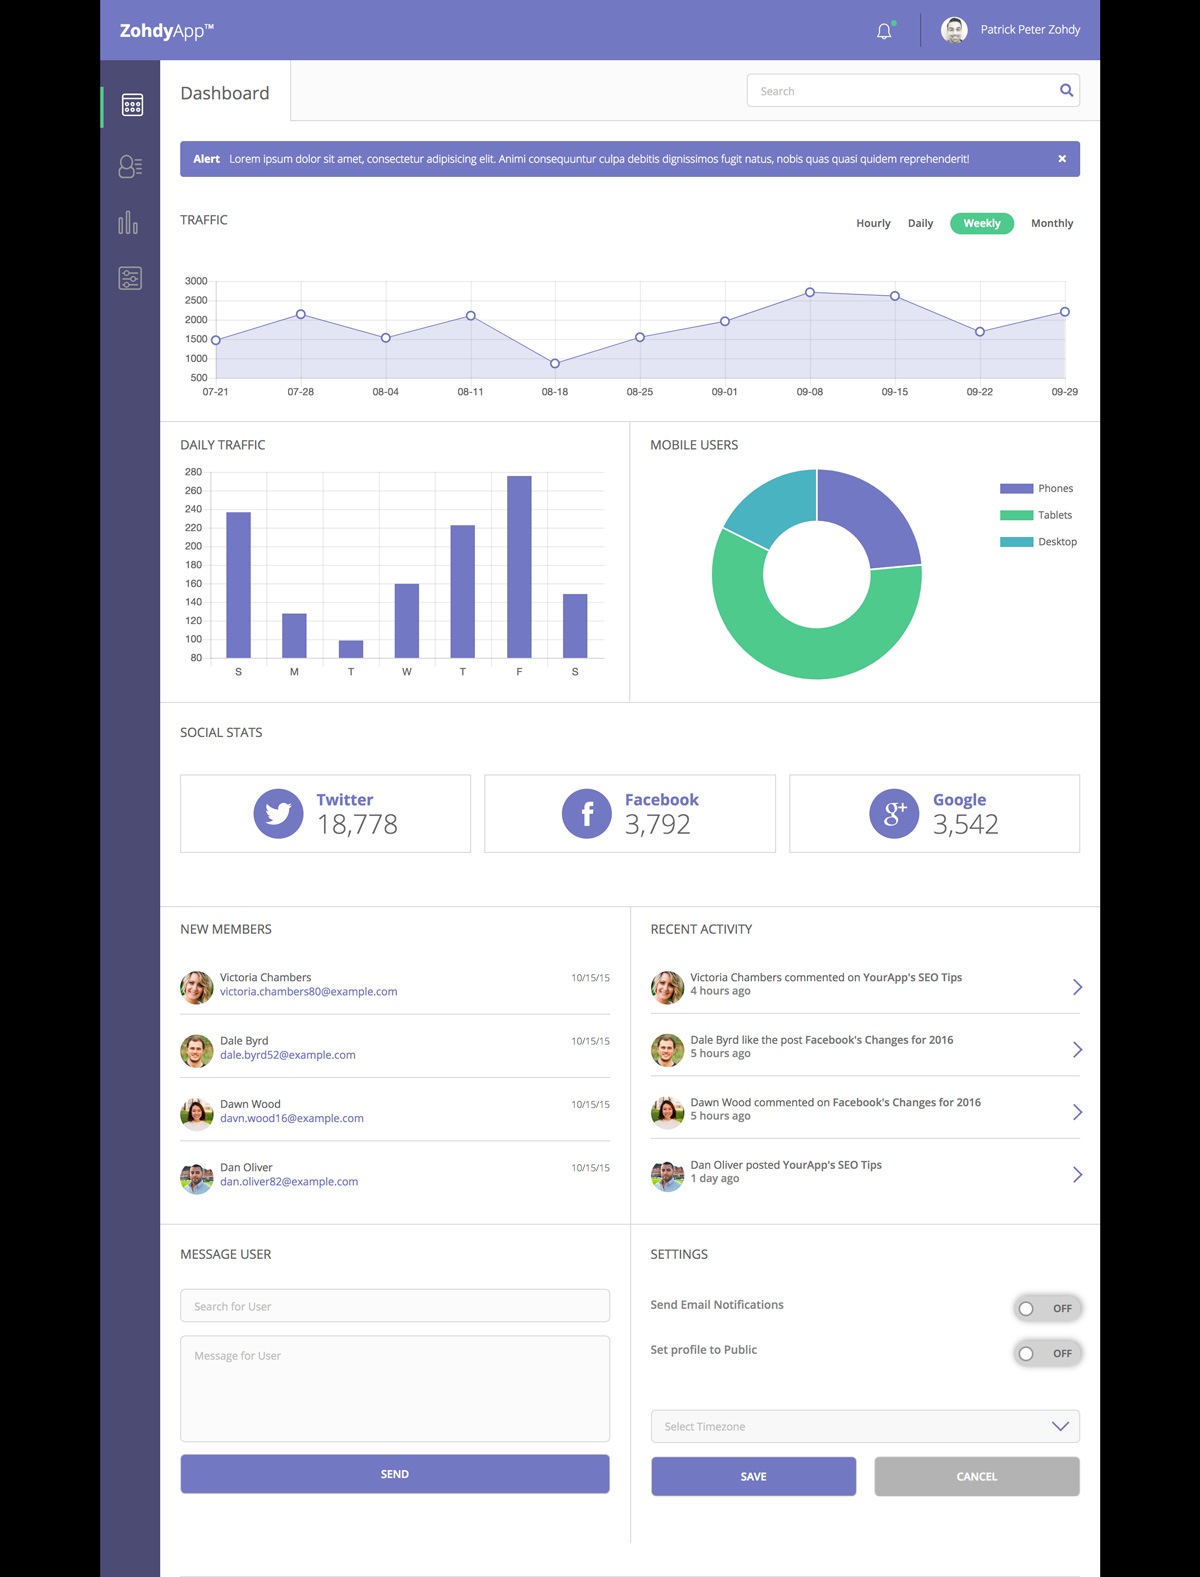 ZohdyApp™
Patrick Peter Zohdy
Dashboard
Search
Alert Lorem ipsum dolor sit amet, consectetur adipisicing elit. Animi consequuntur culpa debitis dignissimos fugit natus, nobis quas quasi quidem reprehenderit! ×
TRAFFIC
Hourly Daily Weekly Monthly
3000
2500
2000
1500
1000
500
07-21 07-28 08-04 08-11 08-18 08-25 09-01 09-08 09-15 09-22 09-29
DAILY TRAFFIC
280
260
240
220
200
180
160
140
120
100
80
S M T W T F S
MOBILE USERS
Phones
Tablets
Desktop
SOCIAL STATS
Twitter
18,778
f
Facebook
3,792
g+
Google
3,542
NEW MEMBERS
Victoria Chambers 10/15/15
victoria.chambers80@example.com
Dale Byrd 10/15/15
dale.byrd52@example.com
Dawn Wood 10/15/15
davn.wood16@example.com
Dan Oliver 10/15/15
dan.oliver82@example.com
RECENT ACTIVITY
Victoria Chambers commented on YourApp's SEO Tips
4 hours ago
Dale Byrd like the post Facebook's Changes for 2016
5 hours ago
Dawn Wood commented on Facebook's Changes for 2016
5 hours ago
Dan Oliver posted YourApp's SEO Tips
1 day ago
MESSAGE USER
Search for User
Message for User
SEND
SETTINGS
Send Email Notifications OFF
Set profile to Public OFF
Select Timezone
SAVE CANCEL